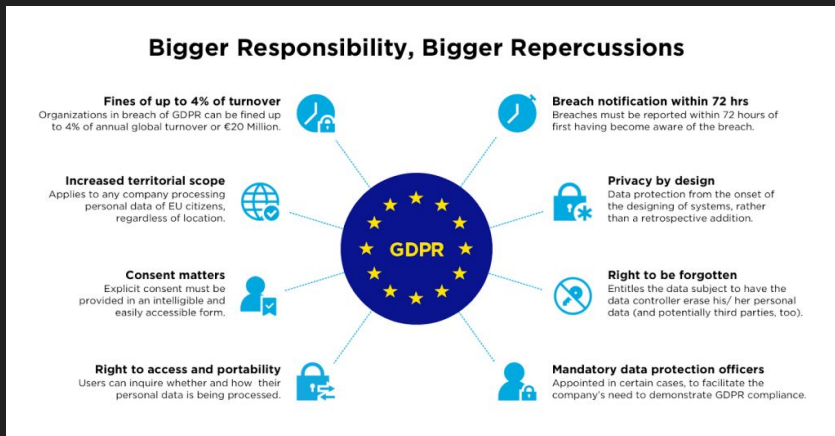 Bigger Responsibility, Bigger Repercussions
Fines of up to 4% of turnover
Organizations in breach of GDPR can be fined up
to 4% of annual global turnover or €20 Million.
Breach notification within 72 hrs
Breaches must be reported within 72 hours of
first having become aware of the breach.
Increased territorial scope
Applies to any company processing
personal data of EU citizens,
regardless of location.
Privacy by design
Data protection from the onset of
the designing of systems, rather
than a retrospective addition.
GDPR
Consent matters
Explicit consent must be
provided in an intelligible and
easily accessible form.
Right to be forgotten
Entitles the data subject to have the
data controller erase his/ her personal
data (and potentially third parties, too).
Right to access and portability
Users can inquire whether and how their
personal data is being processed.
Mandatory data protection officers
Appointed in certain cases, to facilitate the
company's need to demonstrate GDPR compliance.